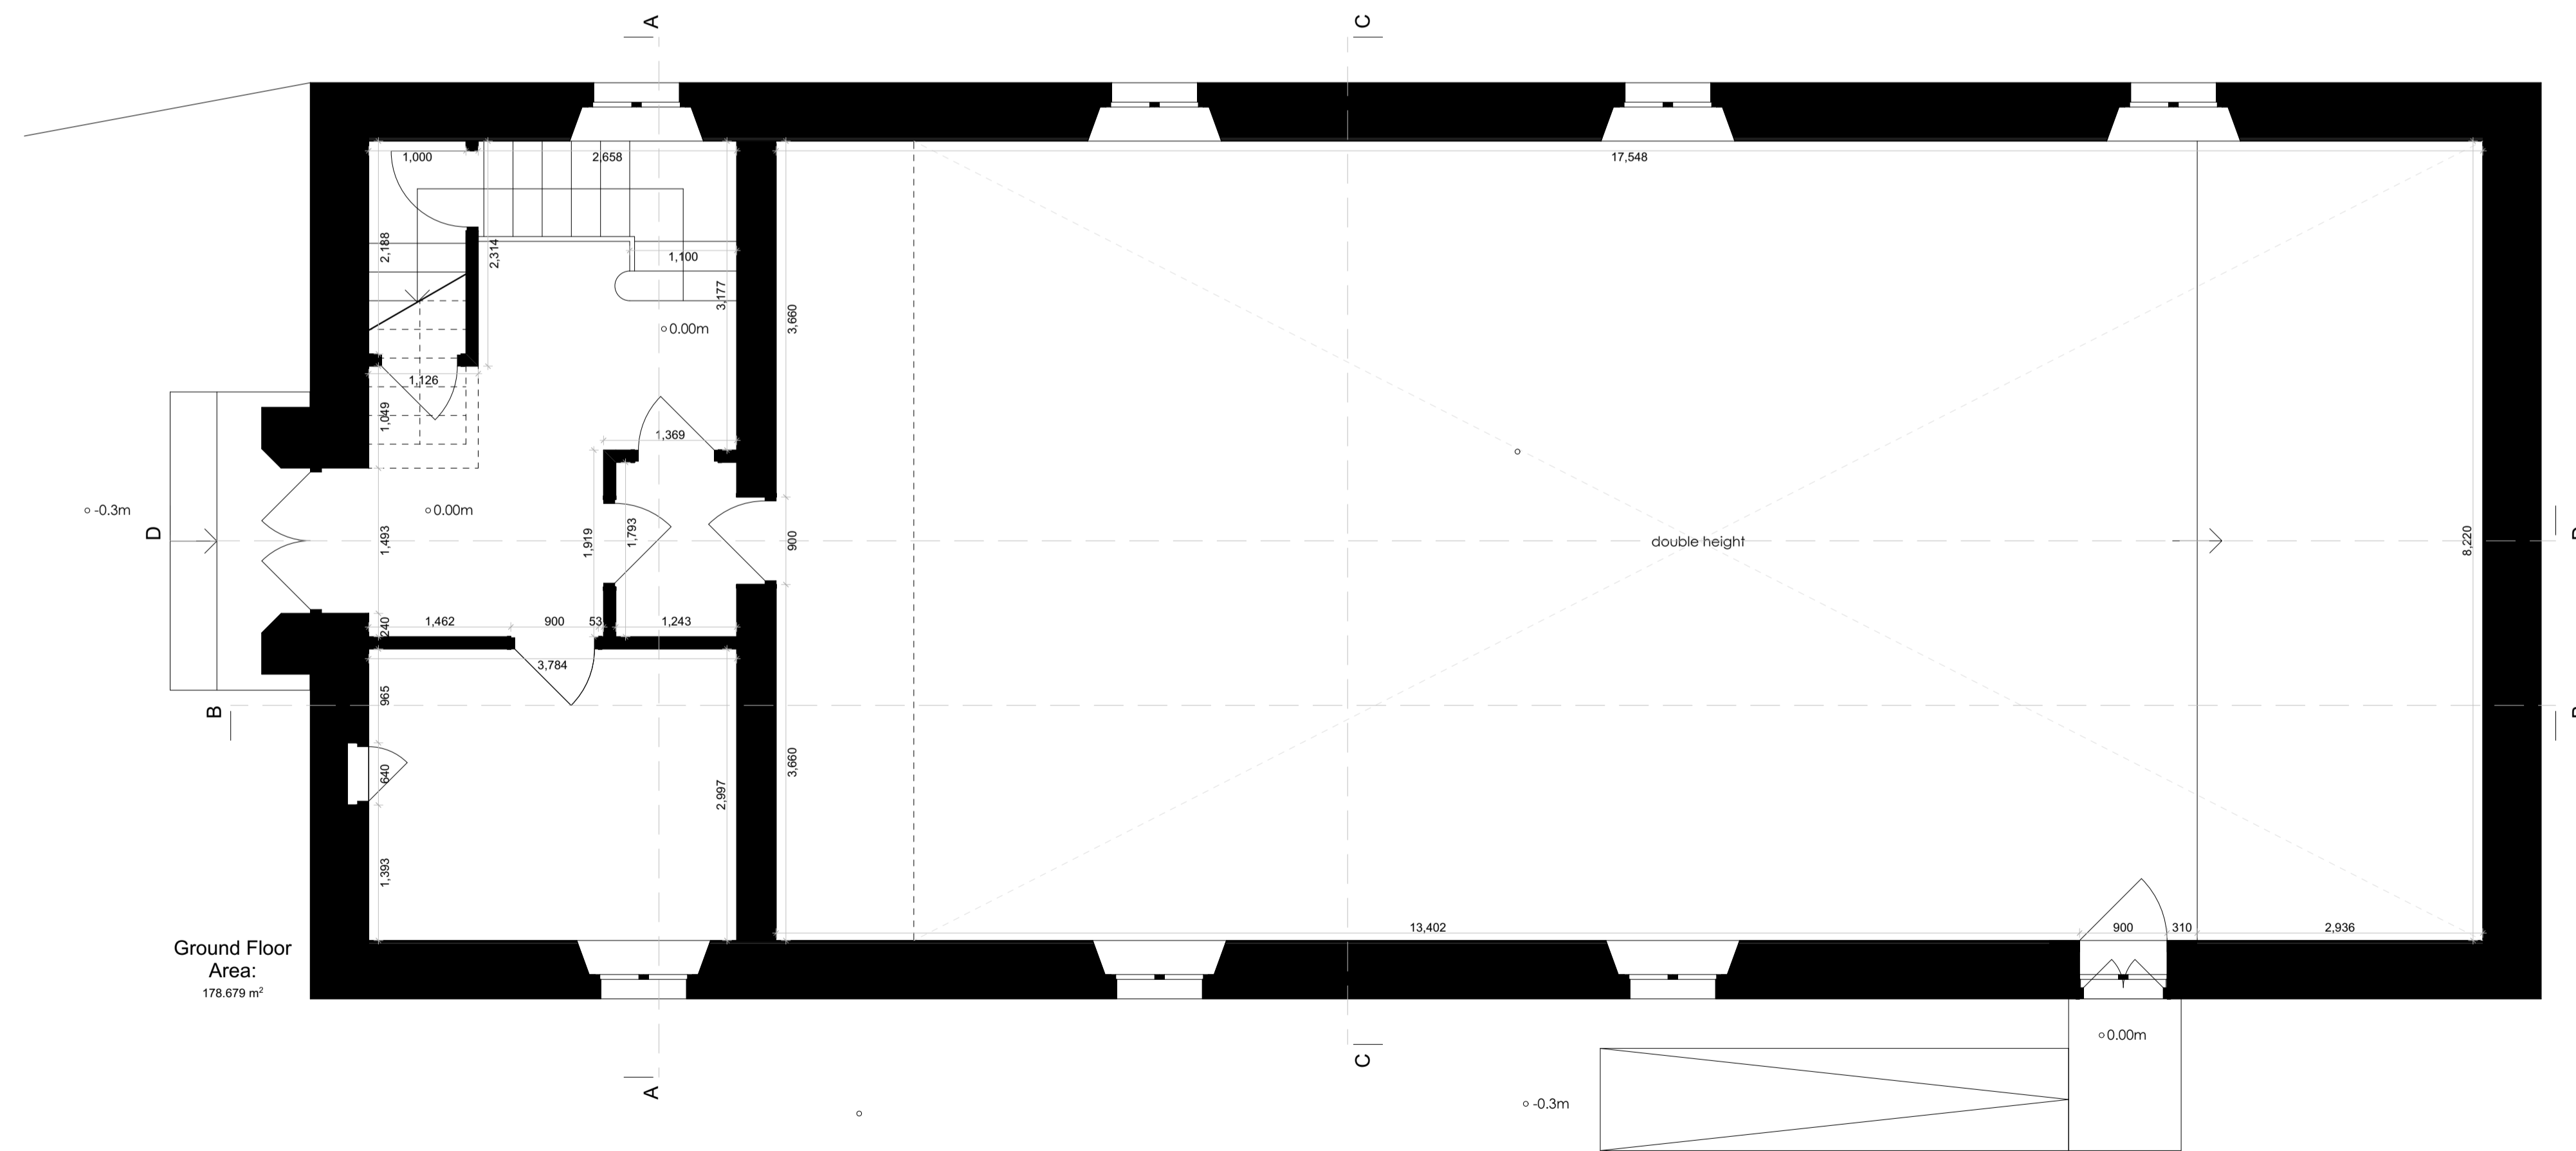 A
C
1,000
2,658
17,548
2,188
2,314
1,100
3,177
3,660
0.00m
1,126
1,049
1,369
-0.3m
D
0.00m
1,493
1,919
1,793
900
double height
8,220
240
1,462
900
53
1,243
3,784
965
B
640
3,660
2,997
1,393
13,402
900
310
2,936
Ground Floor
Area:
178.679 m²
0.00m
A
C
-0.3m